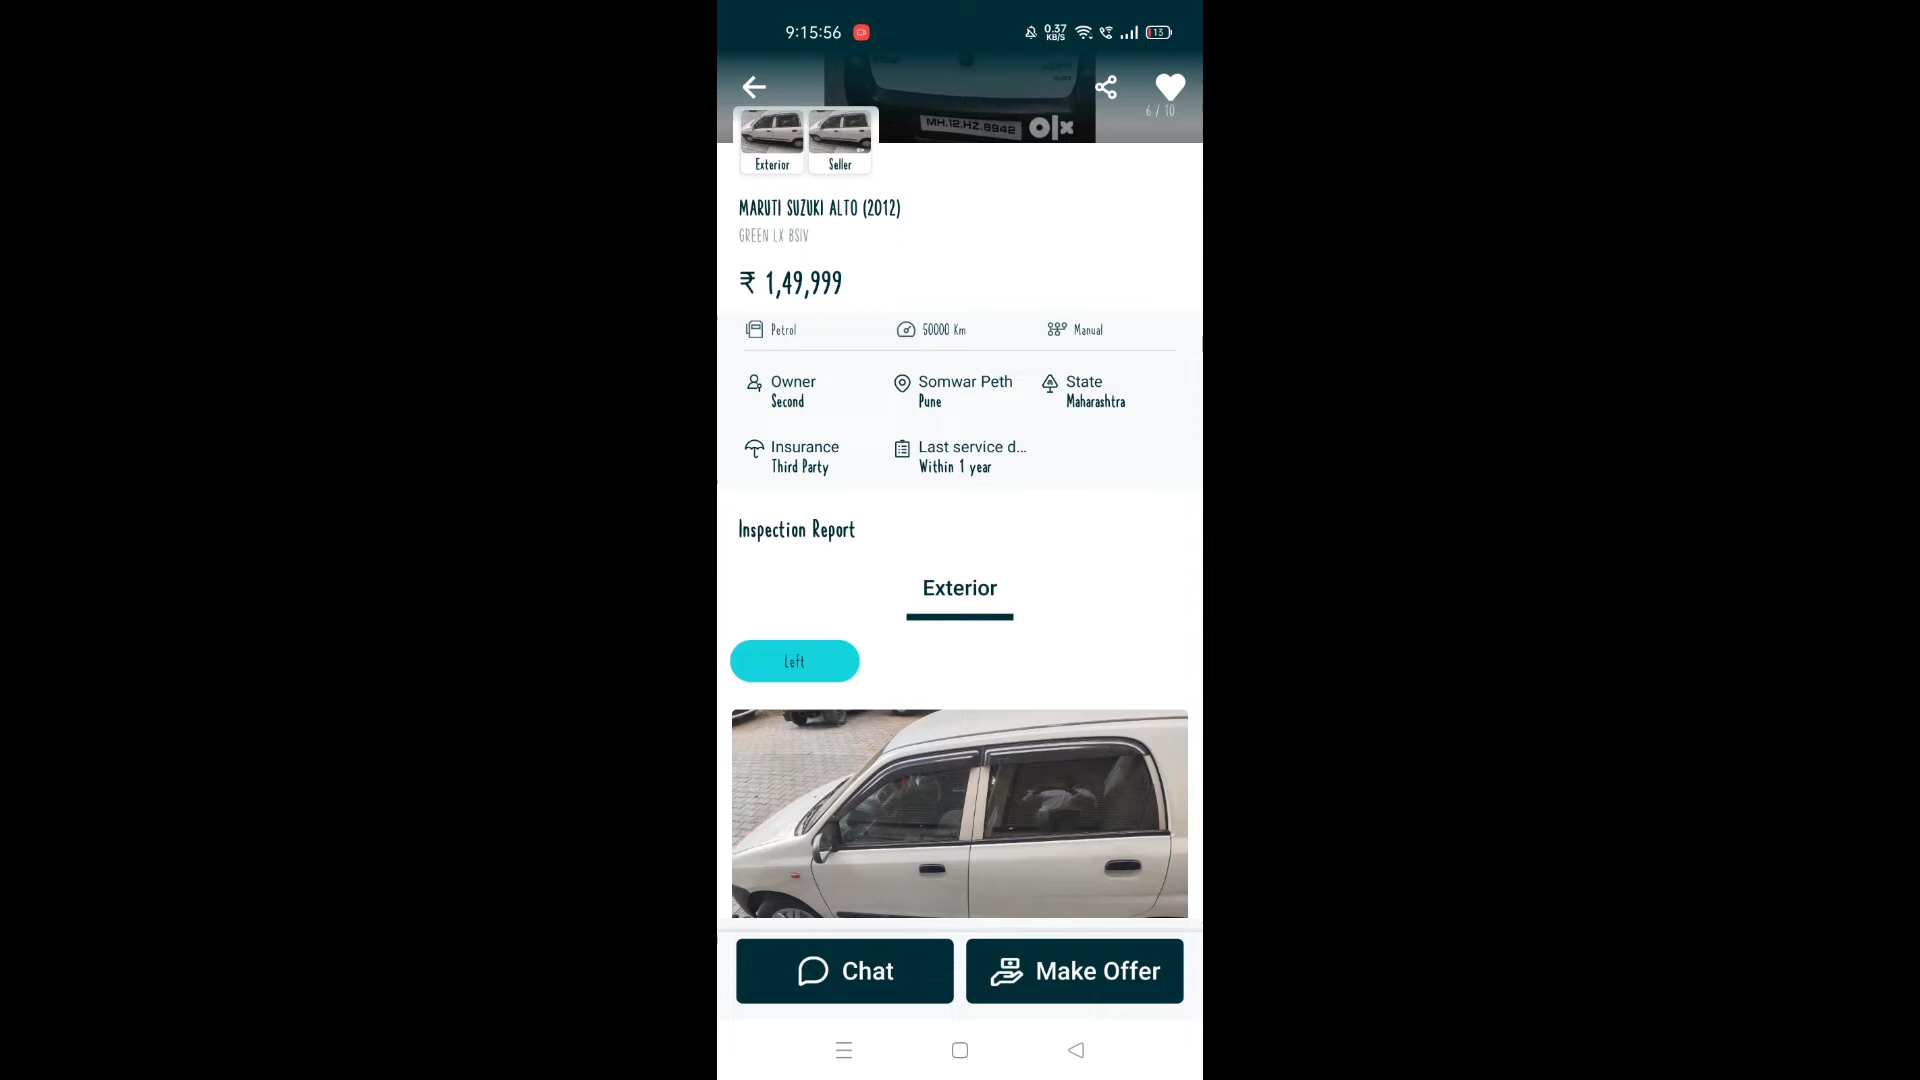 9:15:56
0.37
KB/S
13
6 / 10
MH.12.HZ.9942
olx
Exterior
Seller
MARUTI SUZUKI ALTO (2012)
GREEN LX BSIV
₹ 1,49,999
Petrol
50000 Km
Manual
Owner
Second
Somwar Peth
Pune
State
Maharashtra
Insurance
Third Party
Last service d...
Within 1 year
Inspection Report
Exterior
Left
Chat
Make Offer